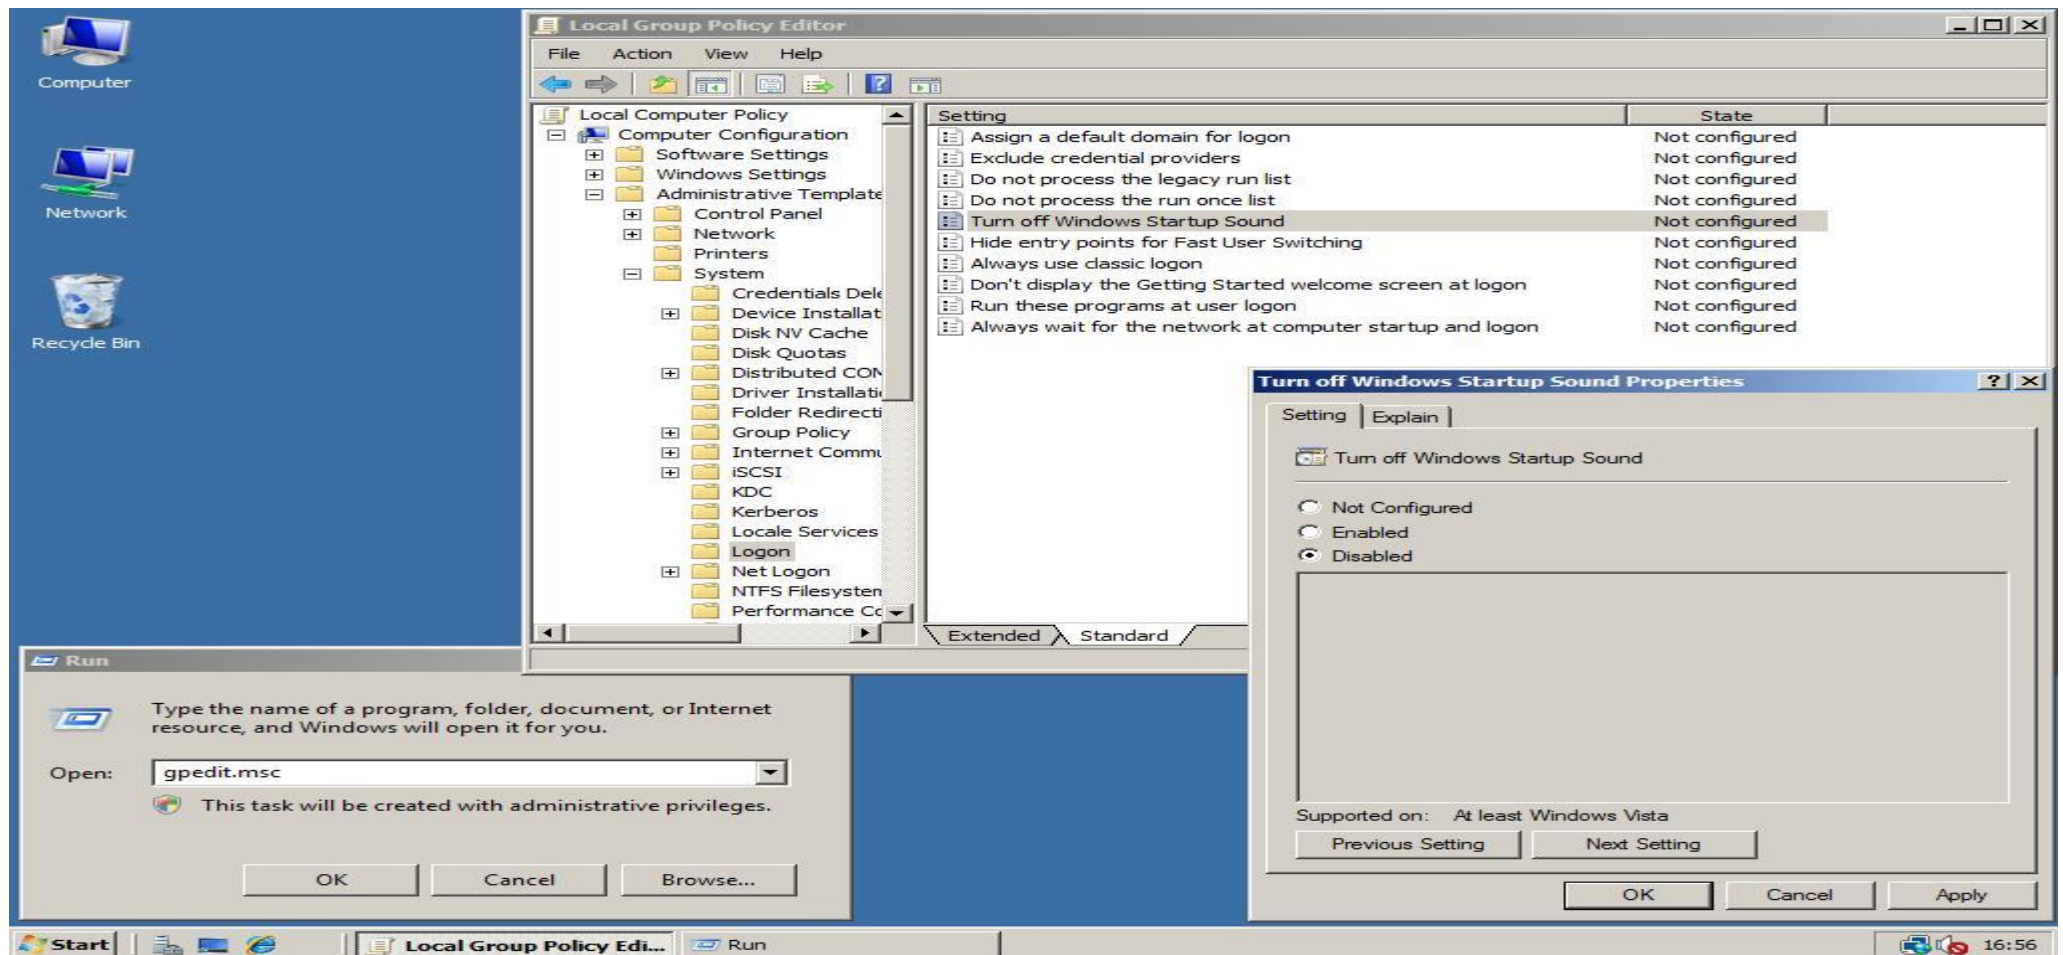 Computer
Network
Recycle Bin
Local Group Policy Editor
File Action View Help
Local Computer Policy
Computer Configuration
Software Settings
Windows Settings
Administrative Template
Control Panel
Network
Printers
System
Credentials Dele
Device Installat
Disk NV Cache
Disk Quotas
Distributed COM
Driver Installati
Folder Redirecti
Group Policy
Internet Commu
iSCSI
KDC
Kerberos
Locale Services
Logon
Net Logon
NTFS Filesystem
Performance Co
Setting State
Assign a default domain for logon Not configured
Exclude credential providers Not configured
Do not process the legacy run list Not configured
Do not process the run once list Not configured
Turn off Windows Startup Sound Not configured
Hide entry points for Fast User Switching Not configured
Always use classic logon Not configured
Don't display the Getting Started welcome screen at logon Not configured
Run these programs at user logon Not configured
Always wait for the network at computer startup and logon Not configured
Extended Standard
Turn off Windows Startup Sound Properties
Setting Explain
Turn off Windows Startup Sound
Not Configured
Enabled
Disabled
Supported on: At least Windows Vista
Previous Setting Next Setting
OK Cancel Apply
Run
Type the name of a program, folder, document, or Internet
resource, and Windows will open it for you.
Open: gpedit.msc
This task will be created with administrative privileges.
OK Cancel Browse...
Start Local Group Policy Edi... Run 16:56